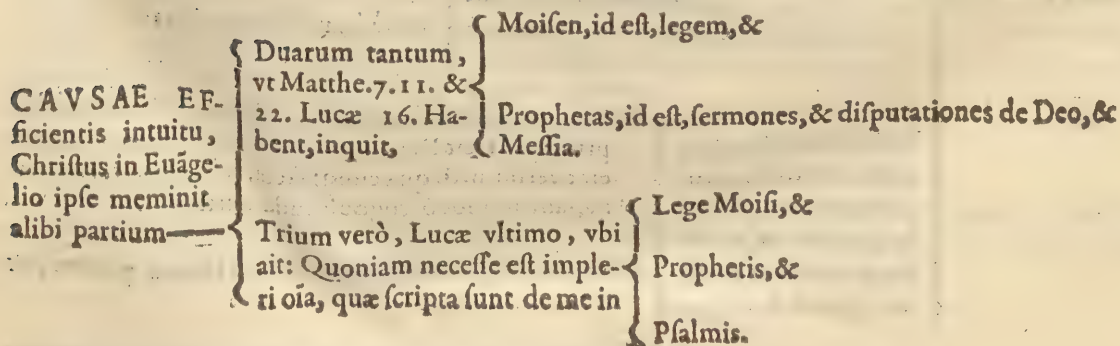 CAVSAE EF-
ficientis intuitu,
Chriſtus in Euāge-
lio ipſe meminit
alibi partium
Duarum tantum,
vt Matthe.7.11. &
22. Lucæ 16. Ha-
bent, inquit,
Moiſen, id eſt, legem, &
Prophetas, id eſt, ſermones, & diſputationes de Deo, &
Meſſia.
Trium verò, Lucæ vltimo, vbi
ait: Quoniam neceſſe eſt imple-
ri oīa, quæ ſcripta ſunt de me in
Lege Moiſi, &
Prophetis, &
Pſalmis.